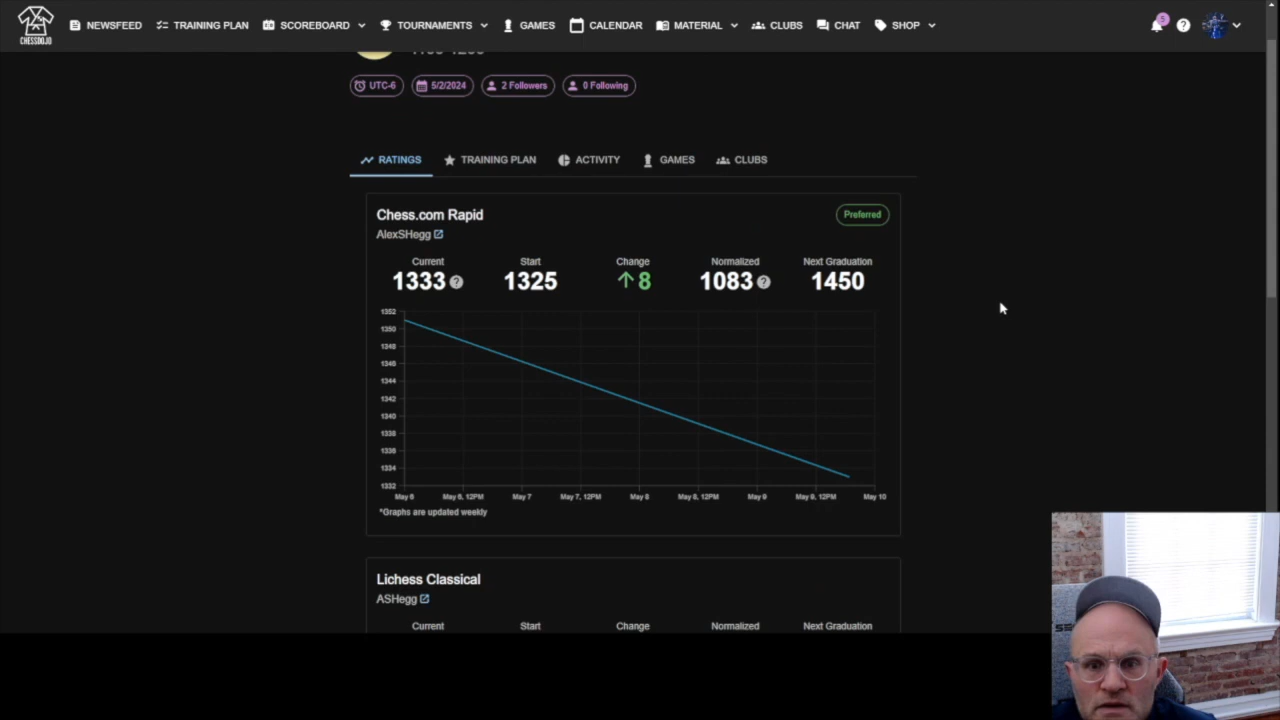 CHESSDOJO
NEWSFEED TRAINING PLAN SCOREBOARD TOURNAMENTS GAMES CALENDAR MATERIAL CLUBS CHAT SHOP 3
UTC-6 5/2/2024 2 Followers 0 Following
RATINGS TRAINING PLAN ACTIVITY GAMES CLUBS
Chess.com Rapid Preferred
AlexSHegg
Current Start Change Normalized Next Graduation
1333 1325 ↑8 1083 1450
1352
1350
1348
1346
1344
1342
1340
1338
1336
1334
1332
May 6 May 6, 12PM May 7 May 7, 12PM May 8 May 8, 12PM May 9 May 9, 12PM May 10
*Graphs are updated weekly
Lichess Classical
ASHegg
Current Start Change Normalized Next Graduation